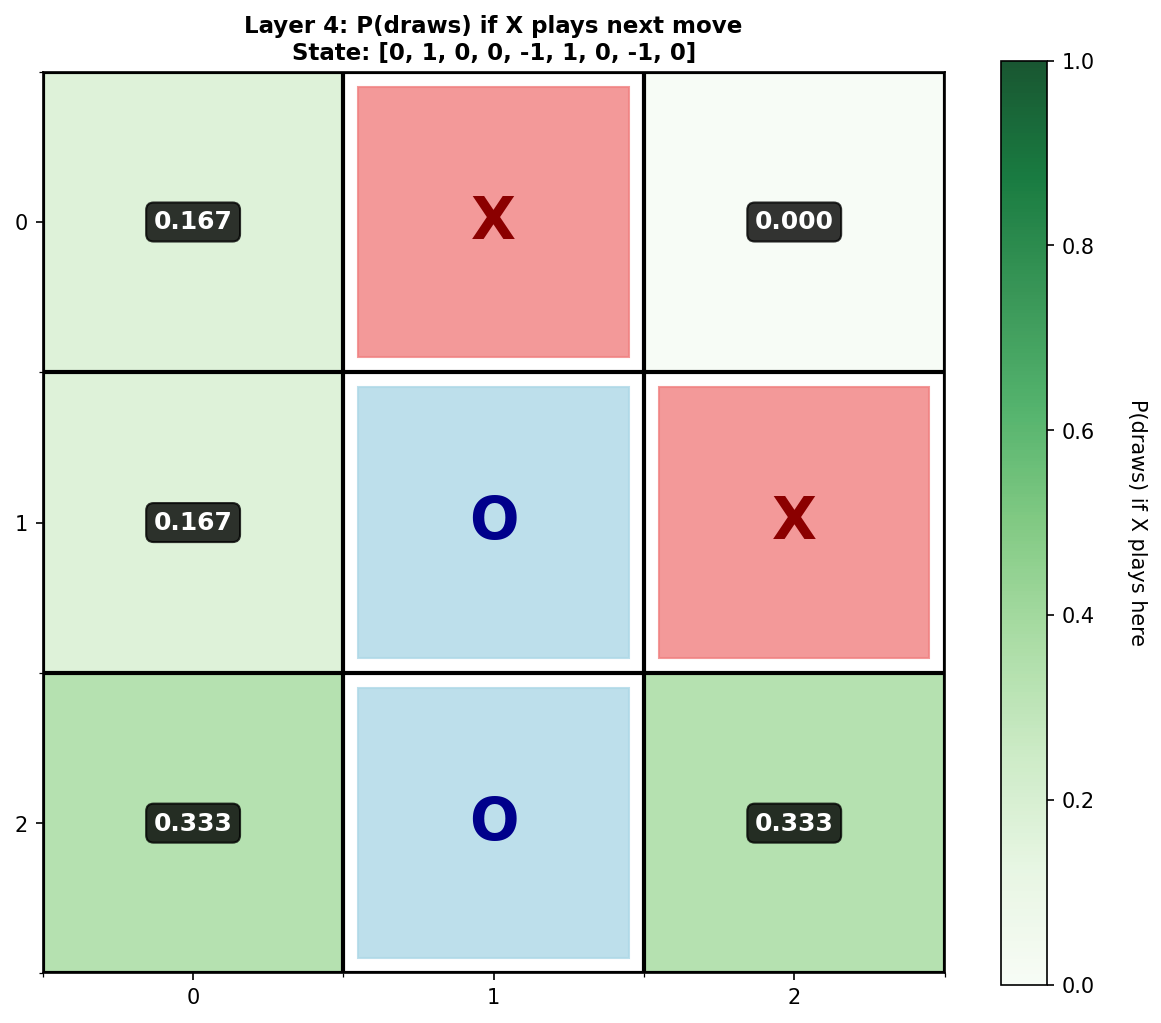 Layer 4: P(draws) if X plays next move
State: [0, 1, 0, 0, -1, 1, 0, -1, 0]
0.167
X
0.000
0.167
O
X
0.333
O
0.333
0
1
2
0
1
2
1.0
0.8
0.6
0.4
0.2
0.0
P(draws) if X plays here